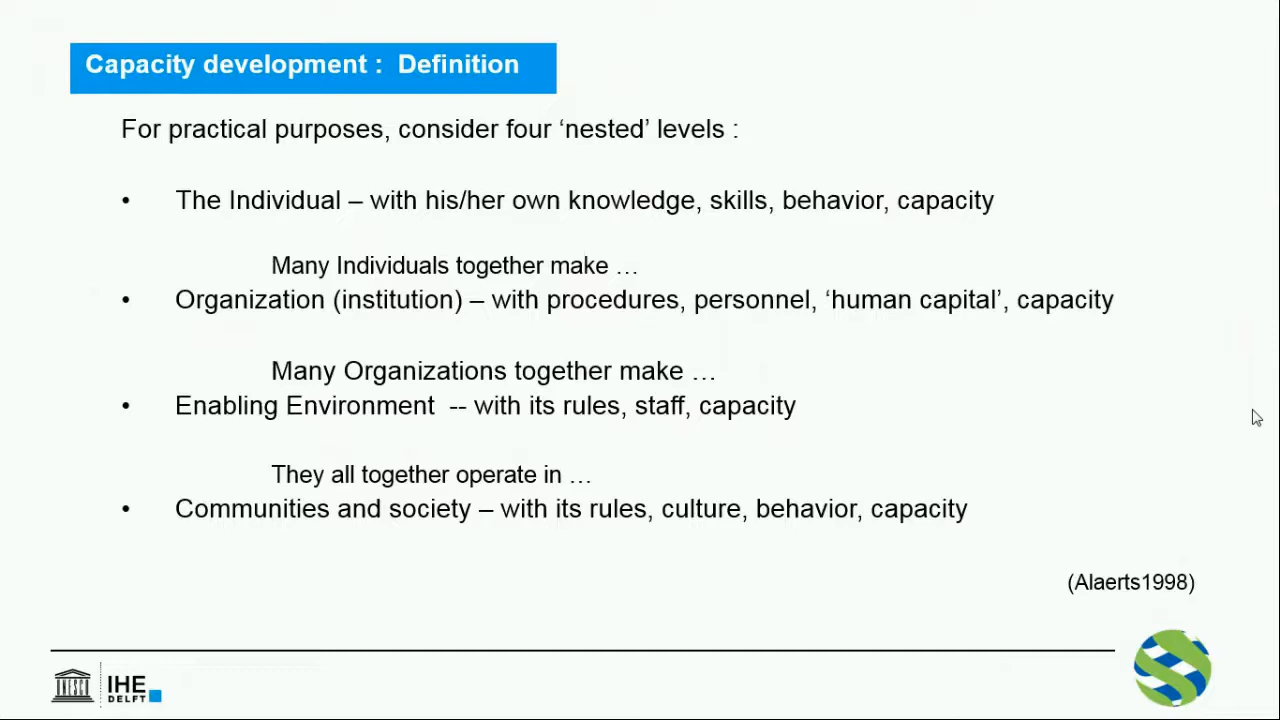 Capacity development :  Definition
For practical purposes, consider four ‘nested’ levels :
• The Individual – with his/her own knowledge, skills, behavior, capacity
Many Individuals together make …
• Organization (institution) – with procedures, personnel, ‘human capital’, capacity
Many Organizations together make …
• Enabling Environment -- with its rules, staff, capacity
They all together operate in …
• Communities and society – with its rules, culture, behavior, capacity
(Alaerts1998)
UNESCO
IHE
DELFT